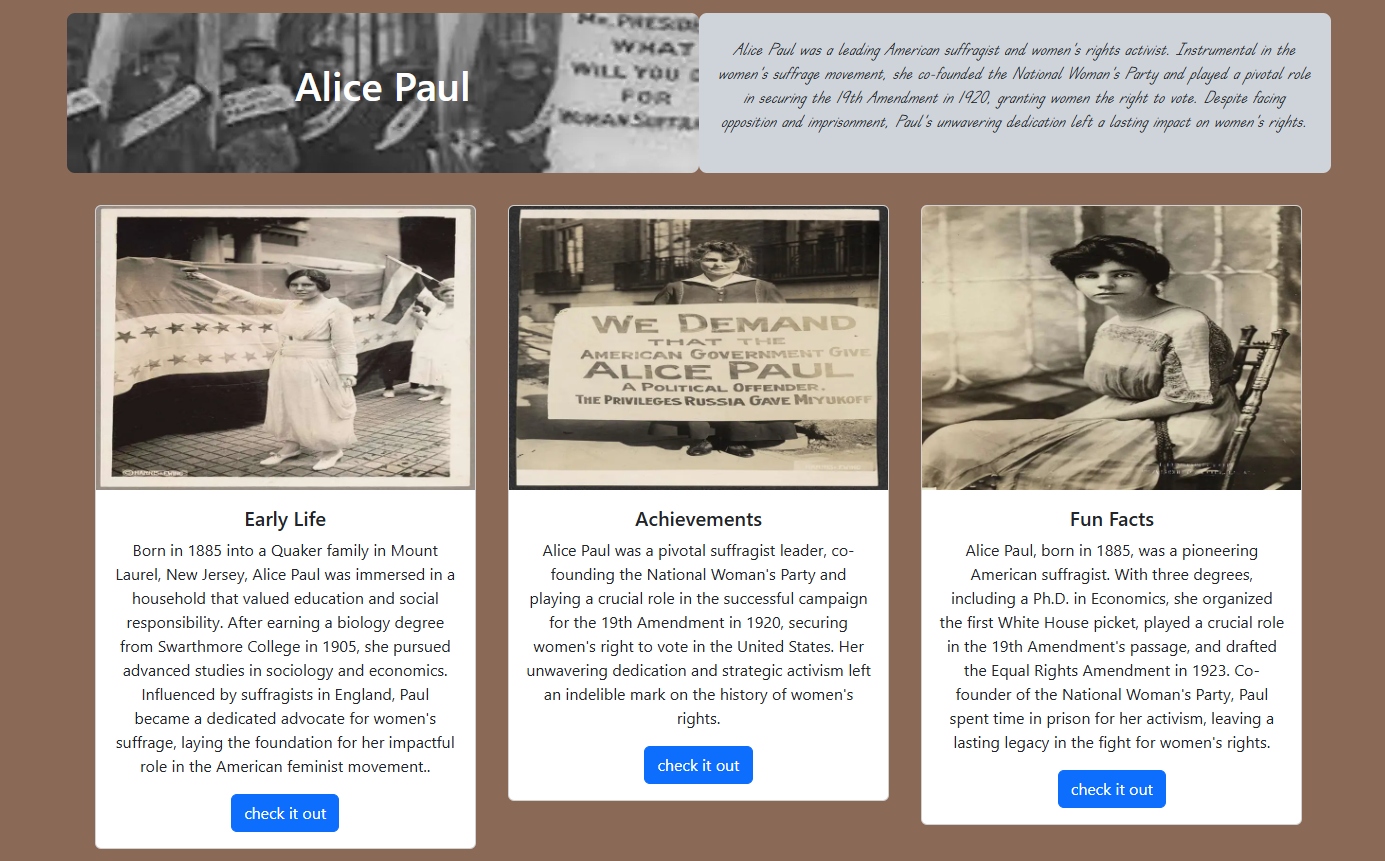 Mr. PRESID
WHAT
WILL YOU
FOR
WOMAN SUFFRA
Alice Paul
Alice Paul was a leading American suffragist and women's rights activist. Instrumental in the
women's suffrage movement, she co-founded the National Woman's Party and played a pivotal role
in securing the 19th Amendment in 1920, granting women the right to vote. Despite facing
opposition and imprisonment, Paul's unwavering dedication left a lasting impact on women's rights.
Early Life
Born in 1885 into a Quaker family in Mount
Laurel, New Jersey, Alice Paul was immersed in a
household that valued education and social
responsibility. After earning a biology degree
from Swarthmore College in 1905, she pursued
advanced studies in sociology and economics.
Influenced by suffragists in England, Paul
became a dedicated advocate for women's
suffrage, laying the foundation for her impactful
role in the American feminist movement..
check it out
WE DEMAND
THAT THE
AMERICAN GOVERNMENT GIVE
ALICE PAUL
A POLITICAL OFFENDER.
THE PRIVILEGES RUSSIA GAVE MIYUKOFF
Achievements
Alice Paul was a pivotal suffragist leader, co-
founding the National Woman's Party and
playing a crucial role in the successful campaign
for the 19th Amendment in 1920, securing
women's right to vote in the United States. Her
unwavering dedication and strategic activism left
an indelible mark on the history of women's
rights.
check it out
Fun Facts
Alice Paul, born in 1885, was a pioneering
American suffragist. With three degrees,
including a Ph.D. in Economics, she organized
the first White House picket, played a crucial role
in the 19th Amendment's passage, and drafted
the Equal Rights Amendment in 1923. Co-
founder of the National Woman's Party, Paul
spent time in prison for her activism, leaving a
lasting legacy in the fight for women's rights.
check it out